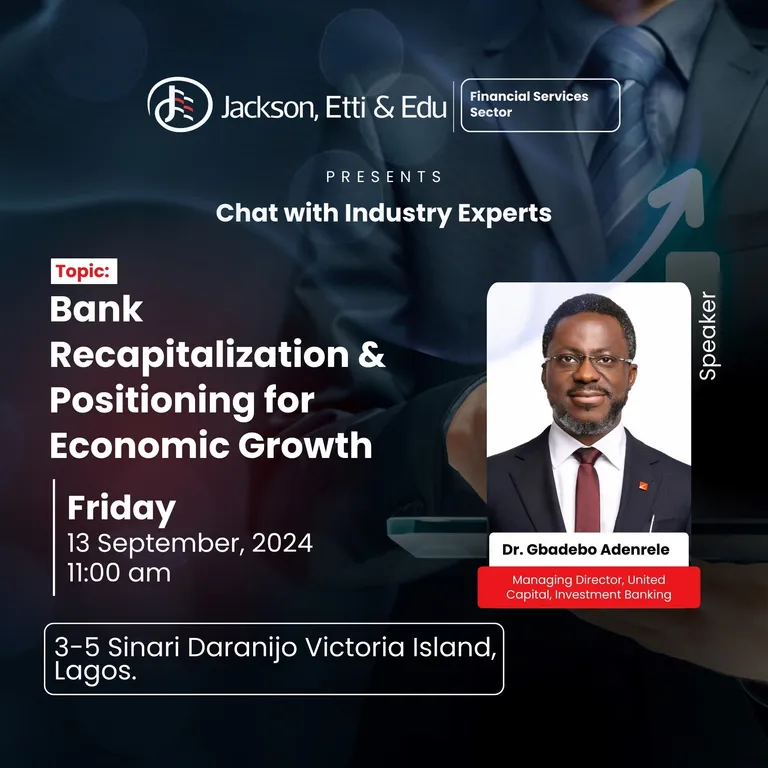 Jackson, Etti & Edu
Financial Services
Sector
PRESENTS
Chat with Industry Experts
Topic:
Bank
Recapitalization &
Positioning for
Economic Growth
Friday
13 September, 2024
11:00 am
3-5 Sinari Daranijo Victoria Island,
Lagos.
Speaker
Dr. Gbadebo Adenrele
Managing Director, United
Capital, Investment Banking